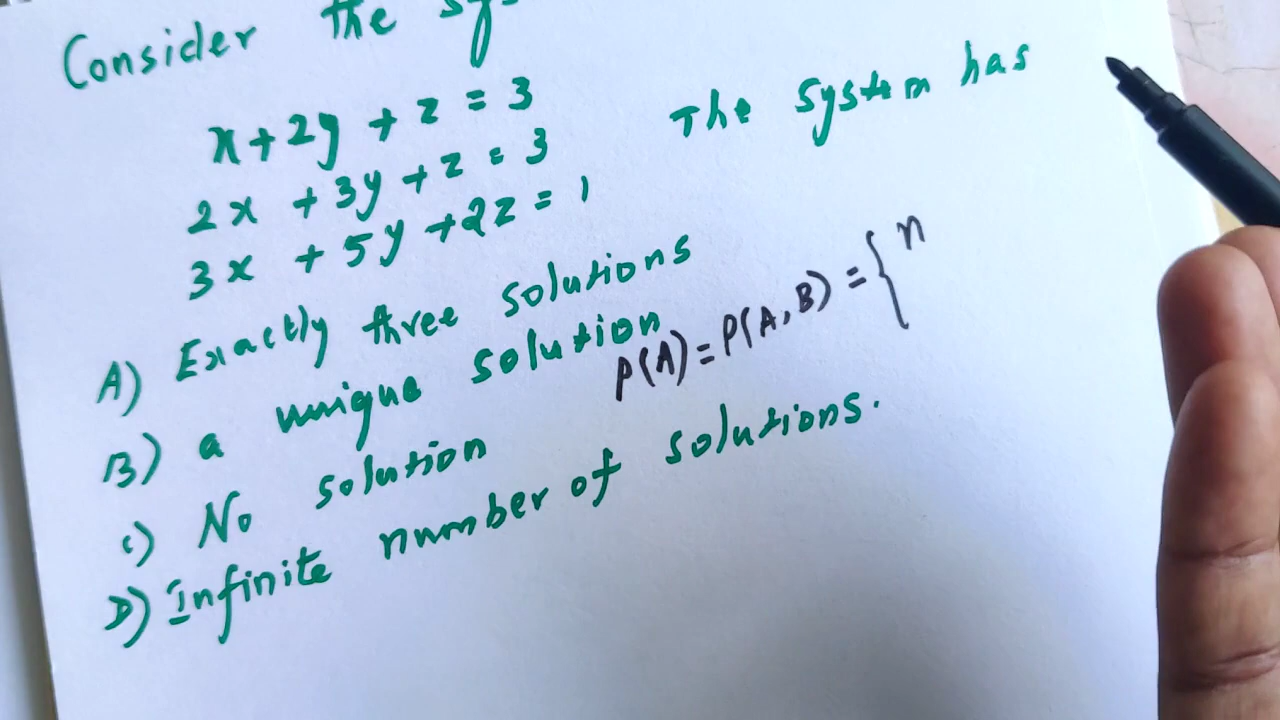 Consider the
x+2y+z=3
The system has
2x+3y+z=3
3x+5y+2z=1
A) Exactly three solutions
B) a unique solution
ρ(A)=ρ(A,B)={n
c) No solution
D) Infinite number of solutions.